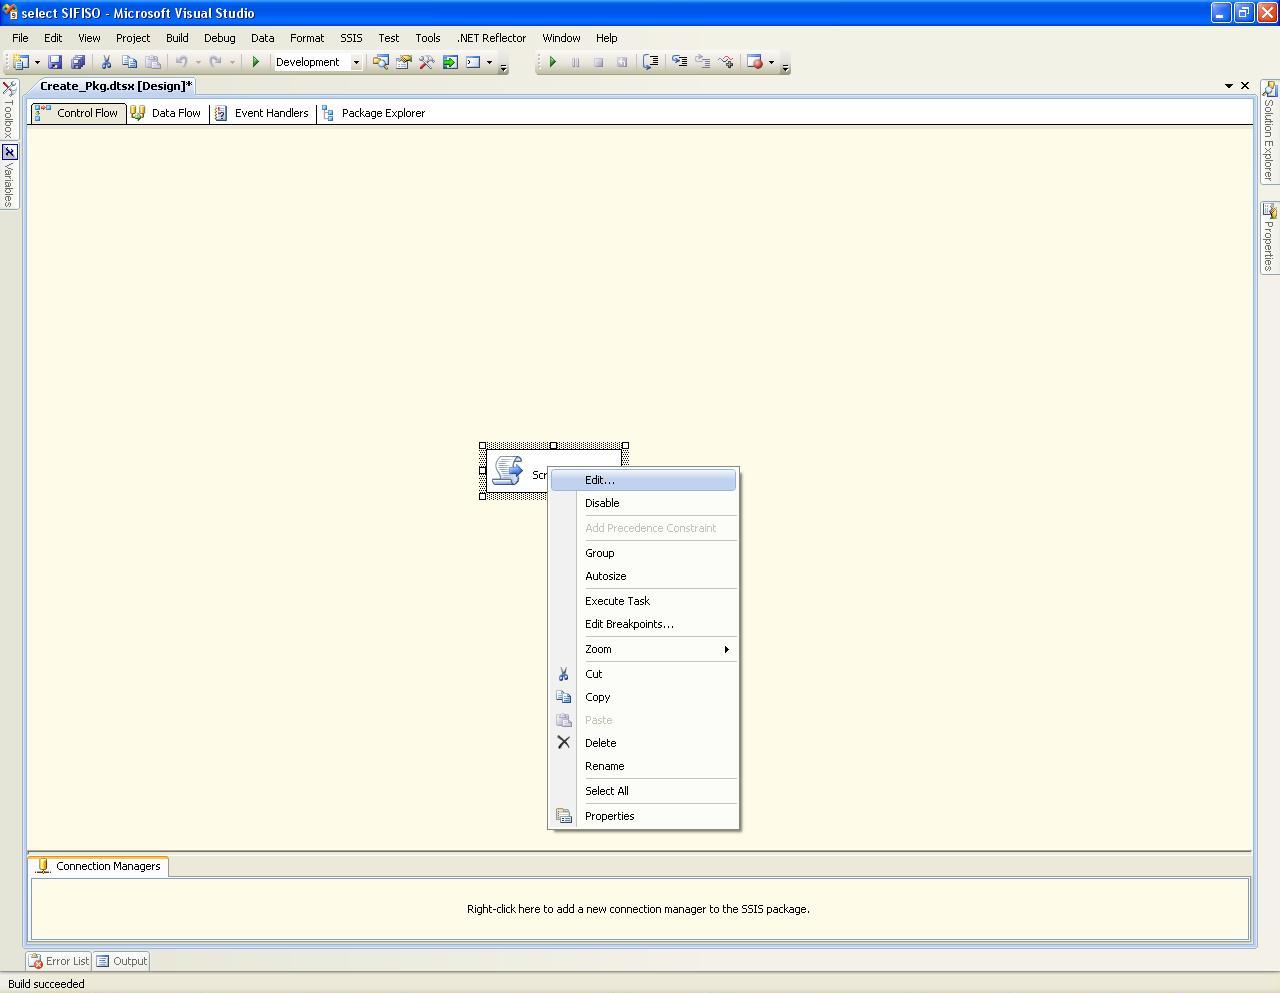 select SIFISO - Microsoft Visual Studio
File Edit View Project Build Debug Data Format SSIS Test Tools .NET Reflector Window Help
Development
Create_Pkg.dtsx [Design]*
Control Flow Data Flow Event Handlers Package Explorer
Toolbox
Variables
Solution Explorer
Properties
Scr
Edit...
Disable
Add Precedence Constraint
Group
Autosize
Execute Task
Edit Breakpoints...
Zoom
Cut
Copy
Paste
Delete
Rename
Select All
Properties
Connection Managers
Right-click here to add a new connection manager to the SSIS package.
Error List Output
Build succeeded